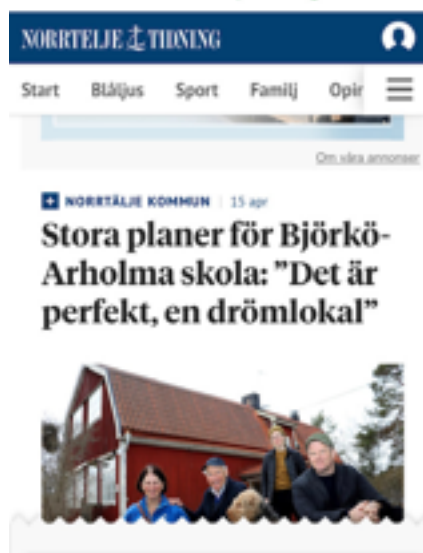 NORRTELJE TIDNING
Start Blåljus Sport Familj Opir
Om våra annonser
NORRTÄLJE KOMMUN | 15 apr
Stora planer för Björkö-
Arholma skola: ”Det är
perfekt, en drömlokal”